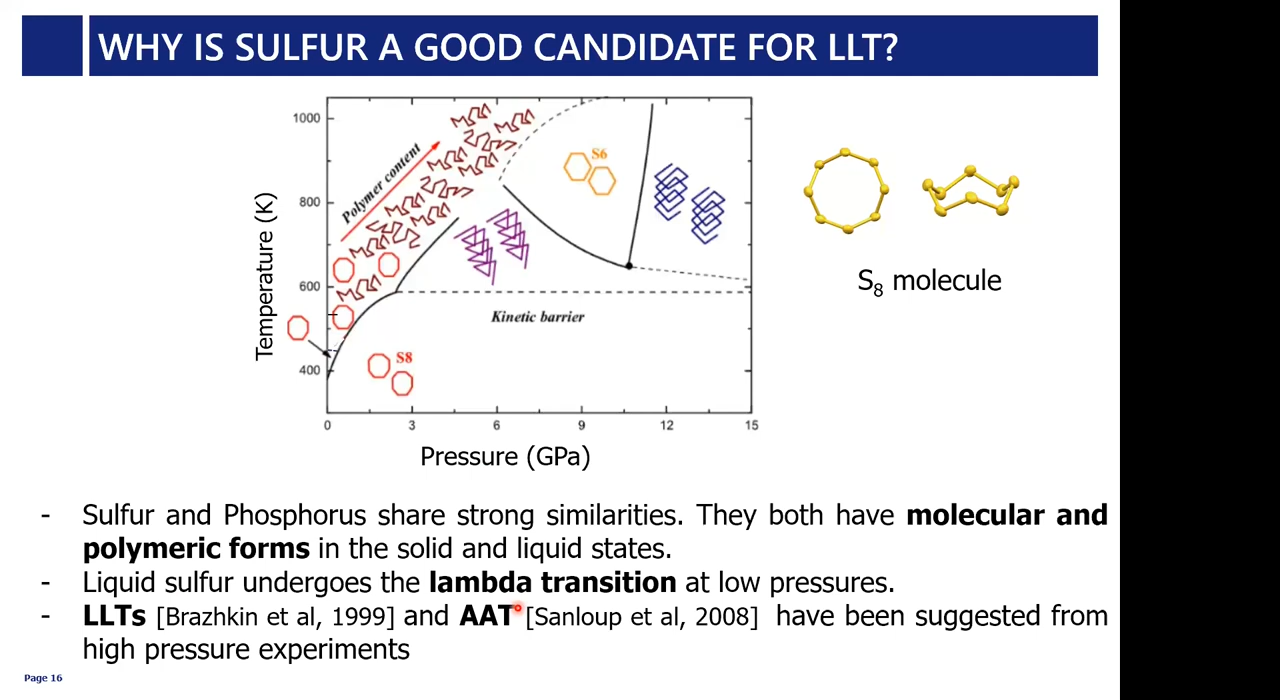 WHY IS SULFUR A GOOD CANDIDATE FOR LLT?
1000
800
600
400
Temperature (K)
Polymer content
S6
Kinetic barrier
S8
0 3 6 9 12 15
Pressure (GPa)
S₈ molecule
- Sulfur and Phosphorus share strong similarities. They both have molecular and
polymeric forms in the solid and liquid states.
- Liquid sulfur undergoes the lambda transition at low pressures.
- LLTs [Brazhkin et al, 1999] and AAT [Sanloup et al, 2008] have been suggested from
high pressure experiments
Page 16